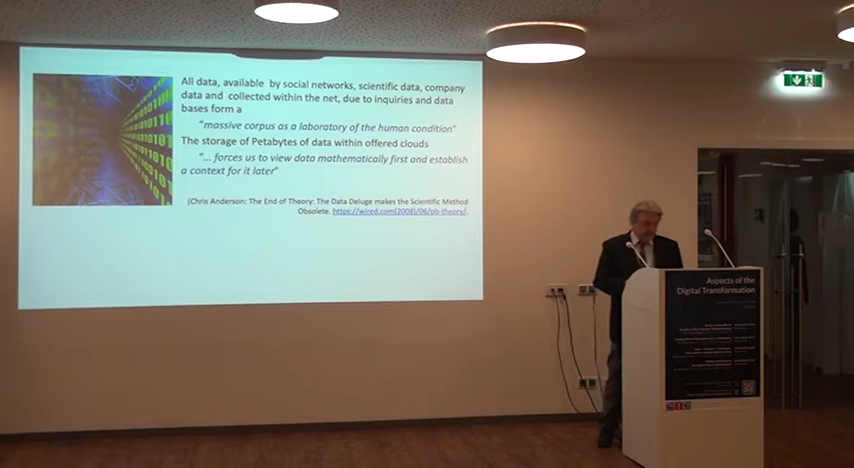 All data, available by social networks, scientific data, company
data and collected within the net, due to inquiries and data
bases form a
“massive corpus as a laboratory of the human condition”
The storage of Petabytes of data within offered clouds
“... forces us to view data mathematically first and establish
a context for it later”
(Chris Anderson: The End of Theory: The Data Deluge makes the Scientific Method
Obsolete. https://wired.com(2008)/06/pb-theory/.
Aspects of the
Digital Transformation